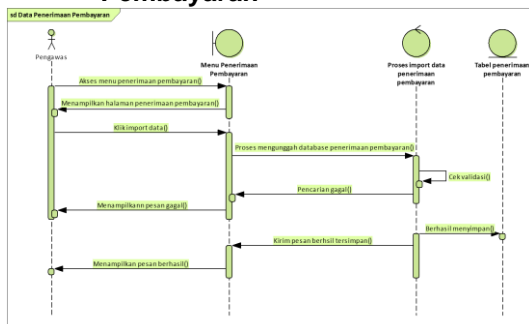 Pembayaran
sd Data Penerimaan Pembayaran
Pengawas
Menu Penerimaan
Pembayaran
Proses import data
penerimaan
pembayaran
Tabel penerimaan
pembayaran
Akses menu penerimaan pembayaran()
Menampilkan halaman penerimaan pembayaran()
Klik import data()
Proses mengunggah database penerimaan pembayaran()
Cek validasi()
Pencarian gagal()
Menampilkann pesan gagal()
Berhasil menyimpan()
Kirim pesan berhsil tersimpan()
Menampilkan pesan berhasil()